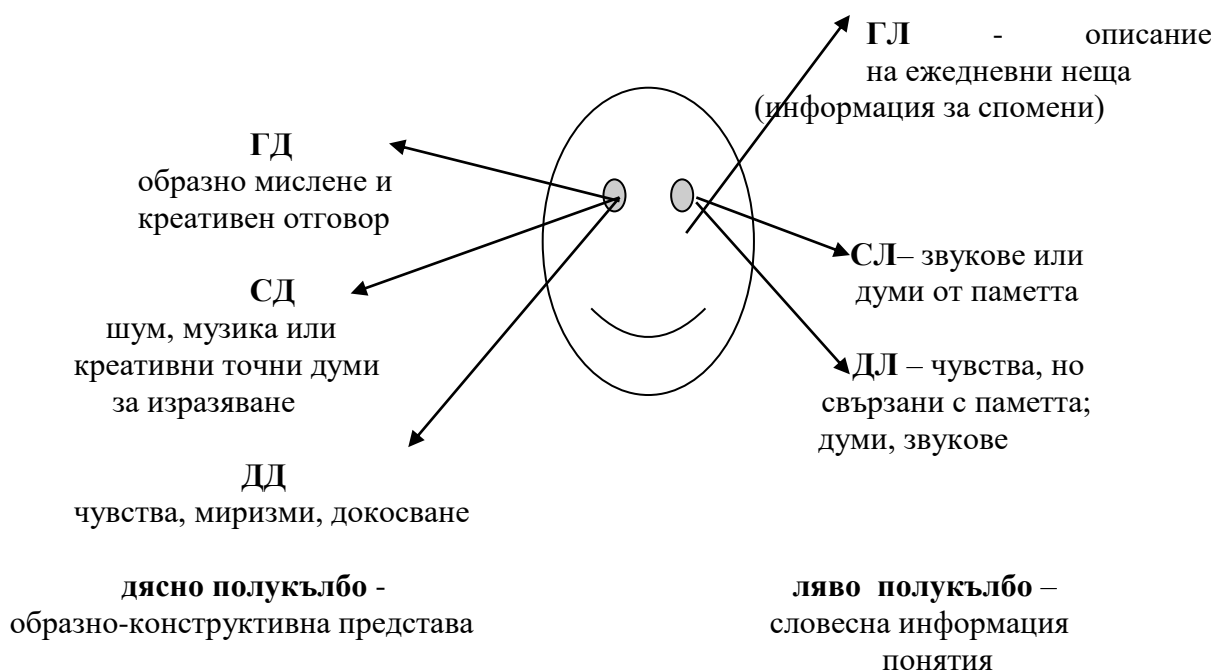 ГЛ - описание
на ежедневни неща
(информация за спомени)
ГД
образно мислене и
креативен отговор
СД
шум, музика или
креативни точни думи
за изразяване
ДД
чувства, миризми, докосване
СЛ– звукове или
думи от паметта
ДЛ – чувства, но
свързани с паметта;
думи, звукове
дясно полукълбо -
образно-конструктивна представа
ляво полукълбо –
словесна информация
понятия